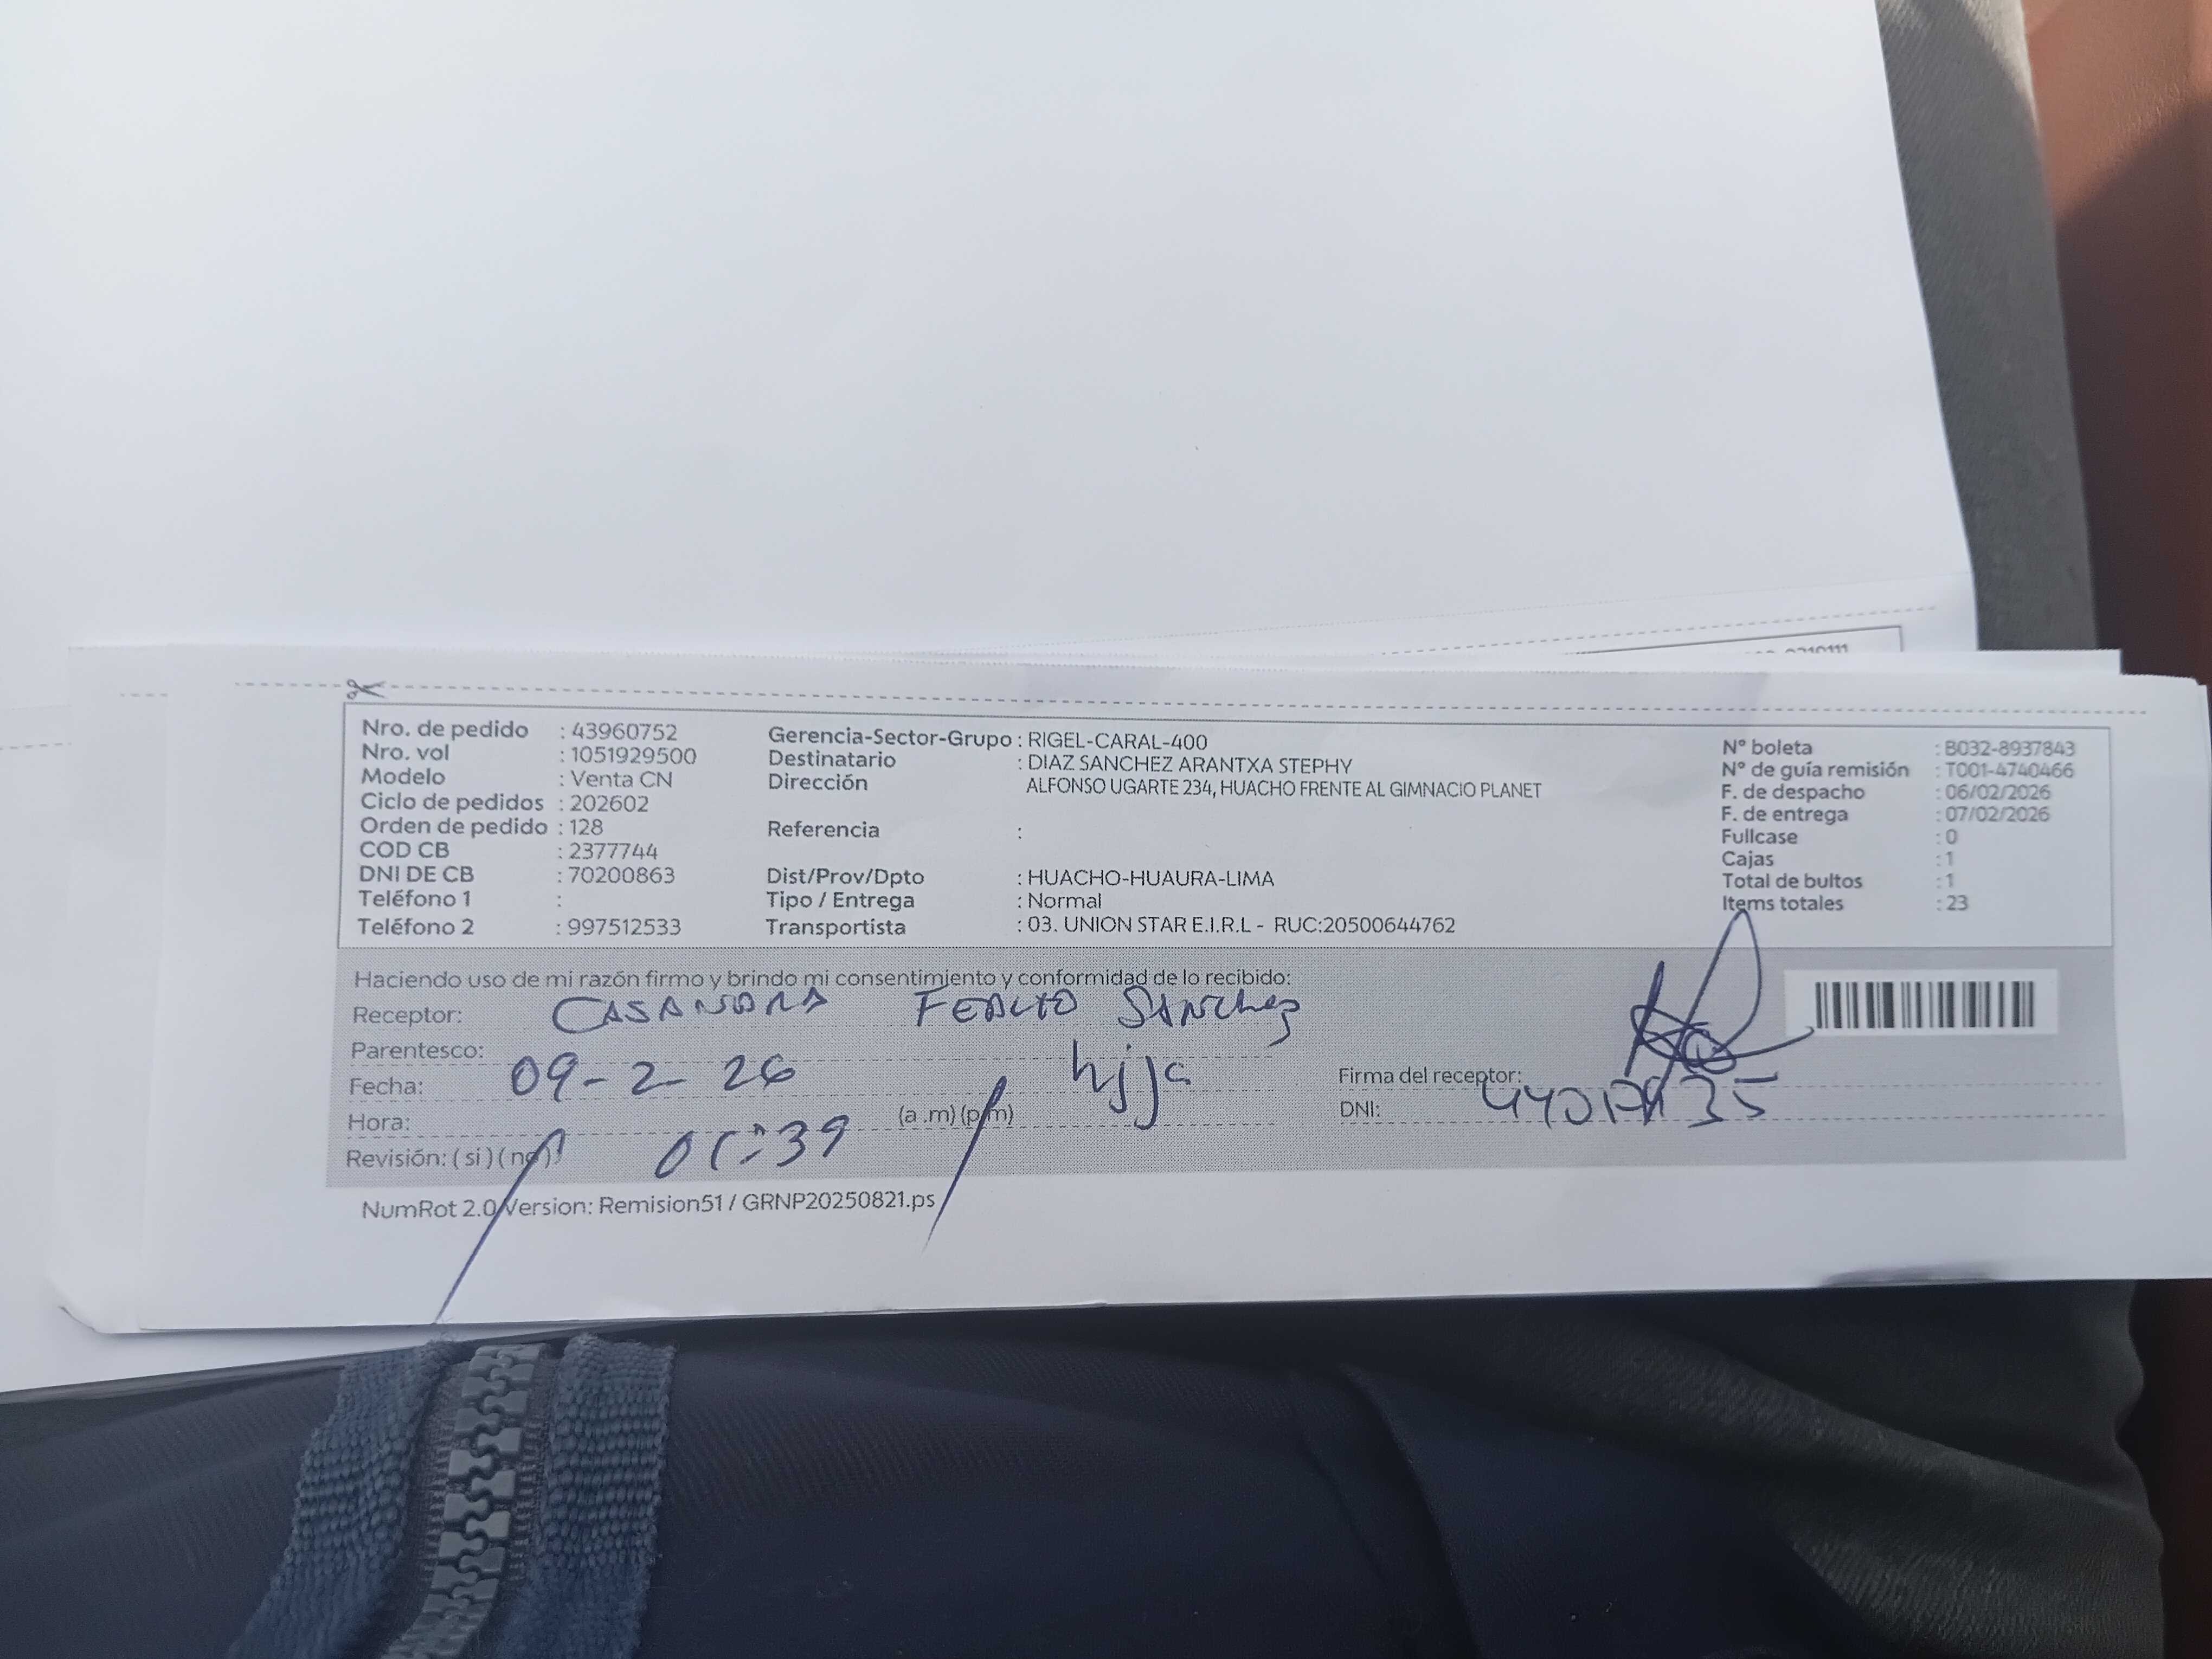 Nro. de pedido : 43960752
Nro. vol : 1051929500
Modelo : Venta CN
Ciclo de pedidos : 202602
Orden de pedido : 128
COD CB : 2377744
DNI DE CB : 70200863
Teléfono 1 :
Teléfono 2 : 997512533
Gerencia-Sector-Grupo : RIGEL-CARAL-400
Destinatario : DIAZ SANCHEZ ARANTXA STEPHY
Dirección ALFONSO UGARTE 234, HUACHO FRENTE AL GIMNACIO PLANET
Referencia :
Dist/Prov/Dpto : HUACHO-HUAURA-LIMA
Tipo / Entrega : Normal
Transportista : 03. UNION STAR E.I.R.L - RUC:20500644762
N° boleta : B032-8937843
N° de guía remisión : T001-4740466
F. de despacho : 06/02/2026
F. de entrega : 07/02/2026
Fullcase : 0
Cajas : 1
Total de bultos : 1
Items totales : 23
Haciendo uso de mi razón firmo y brindo mi consentimiento y conformidad de lo recibido:
Receptor: CASANDRA Sanchez
Parentesco: hija
Fecha: 09-2-26
Hora: 01:39 (a .m) (p.m)
Revisión: (si) (no)
Firma del receptor:
DNI:
NumRot 2.0 Version: Remision51 / GRNP20250821.ps